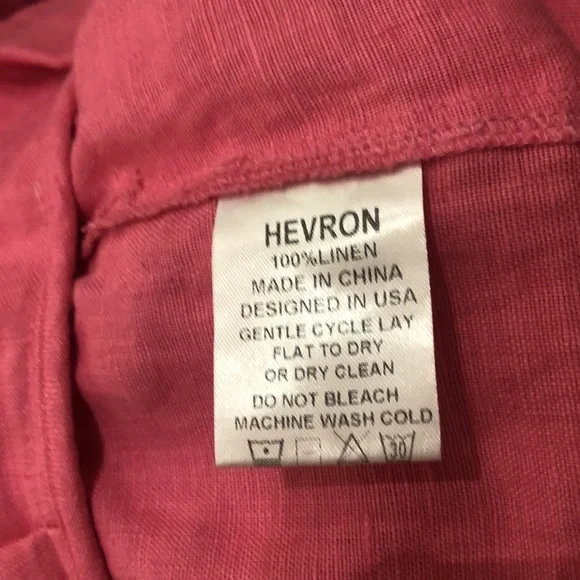 HEVRON
100%LINEN
MADE IN CHINA
DESIGNED IN USA
GENTLE CYCLE LAY
FLAT TO DRY
OR DRY CLEAN
DO NOT BLEACH
MACHINE WASH COLD
30